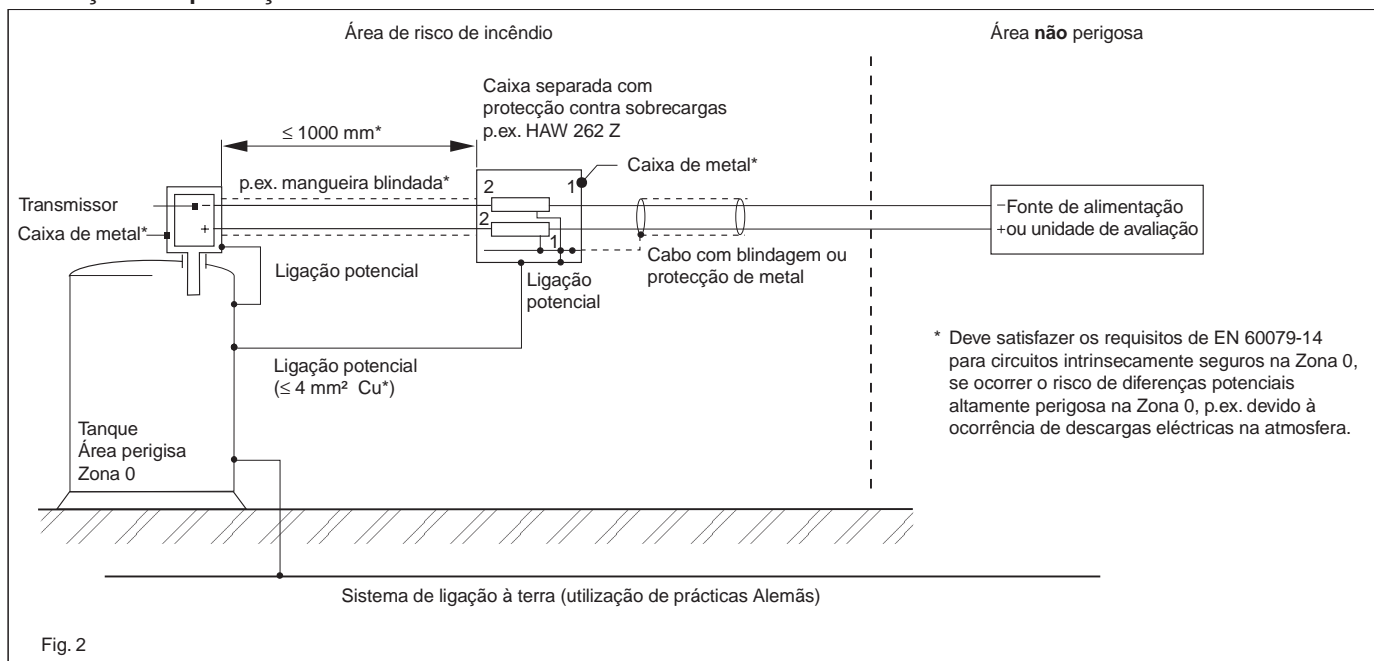 Área de risco de incêndio
Área não perigosa
Caixa separada com
protecção contra sobrecargas
p.ex. HAW 262 Z
≤ 1000 mm*
Caixa de metal*
p.ex. mangueira blindada*
2
1
Transmissor
–
–Fonte de alimentação
2
Caixa de metal*
+
+ou unidade de avaliação
1
Cabo com blindagem ou
protecção de metal
Ligação potencial
Ligação
potencial
* Deve satisfazer os requisitos de EN 60079-14
para circuitos intrinsecamente seguros na Zona 0,
se ocorrer o risco de diferenças potenciais
altamente perigosa na Zona 0, p.ex. devido à
ocorrência de descargas eléctricas na atmosfera.
Ligação potencial
(≤ 4 mm² Cu*)
Tanque
Área perigisa
Zona 0
Sistema de ligação à terra (utilização de prácticas Alemãs)
Fig. 2